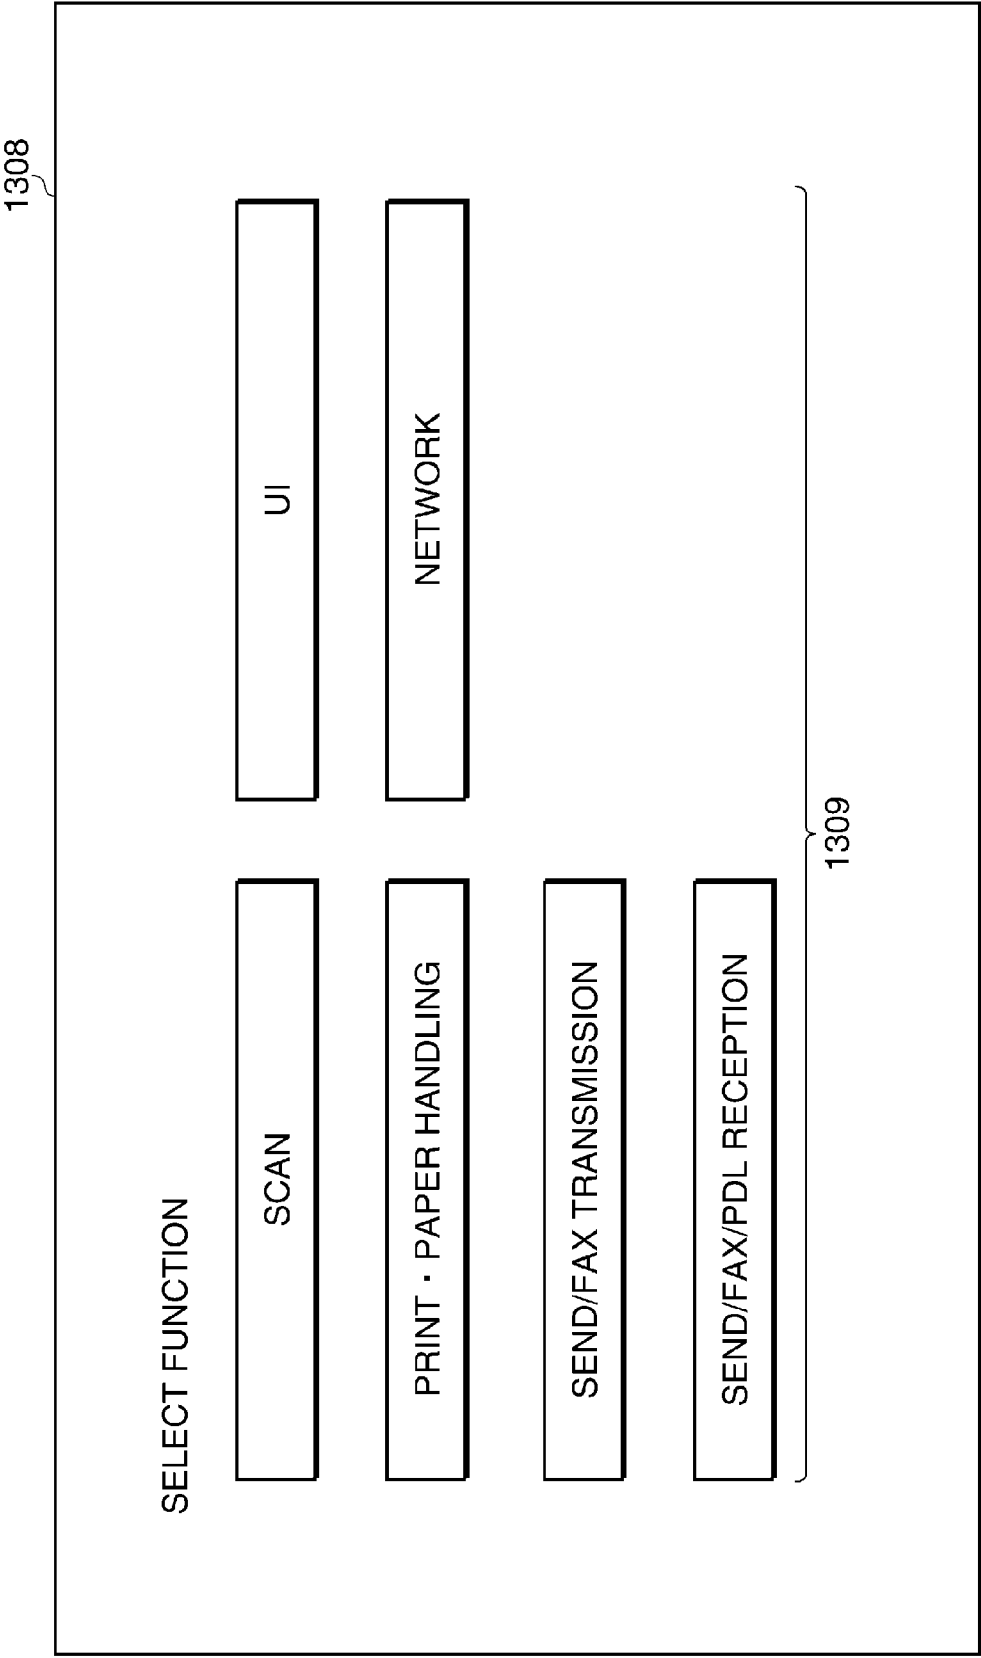 1308
SELECT FUNCTION
SCAN
UI
PRINT・PAPER HANDLING
NETWORK
SEND/FAX TRANSMISSION
SEND/FAX/PDL RECEPTION
1309